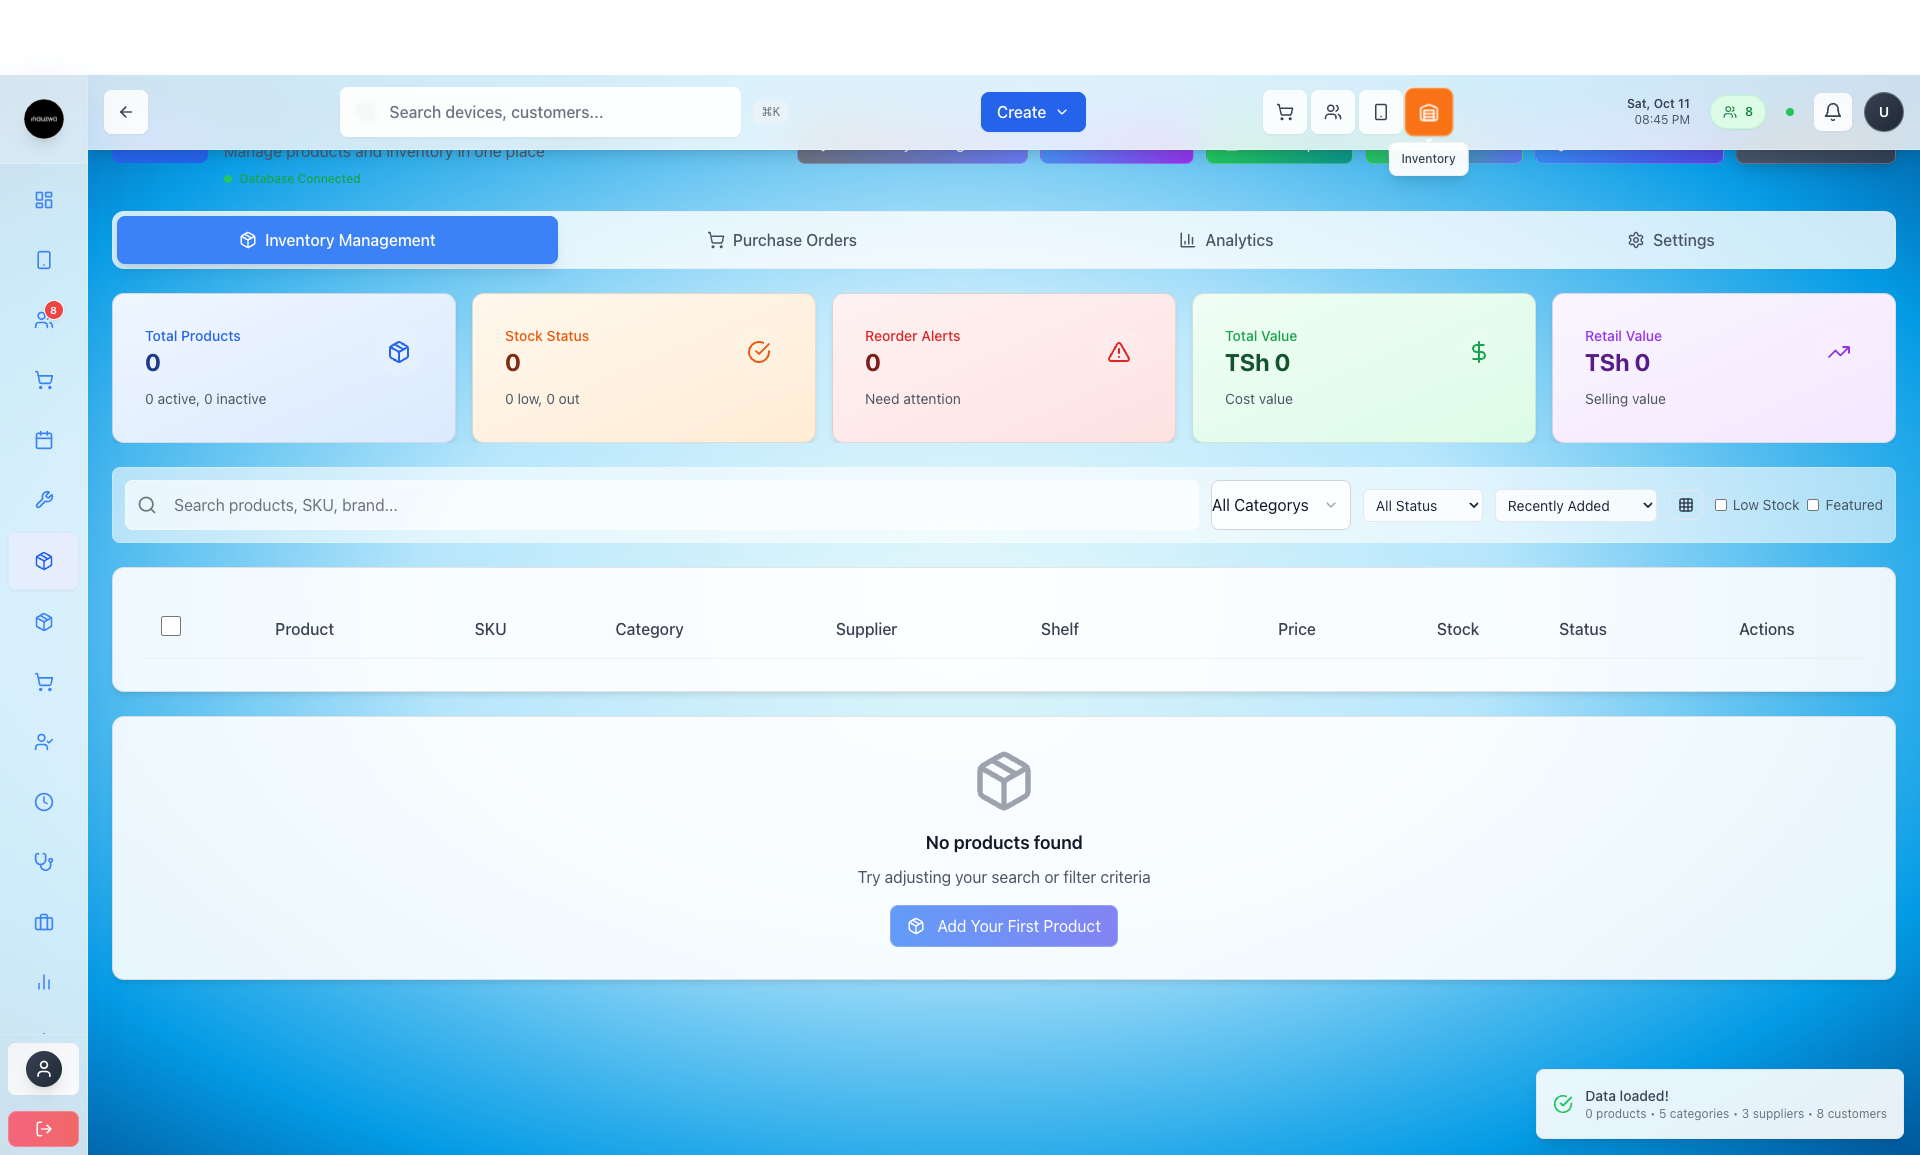 Search devices, customers...
⌘K
Create
Sat, Oct 11
08:45 PM
8
U
Inventory
Manage products and inventory in one place
Database Connected
8
Inventory Management
Purchase Orders
Analytics
Settings
Total Products
0
0 active, 0 inactive
Stock Status
0
0 low, 0 out
Reorder Alerts
0
Need attention
Total Value
TSh 0
Cost value
Retail Value
TSh 0
Selling value
Search products, SKU, brand...
All Categorys
All Status
Recently Added
Low Stock
Featured
Product SKU Category Supplier Shelf Price Stock Status Actions
No products found
Try adjusting your search or filter criteria
Add Your First Product
Data loaded!
0 products • 5 categories • 3 suppliers • 8 customers